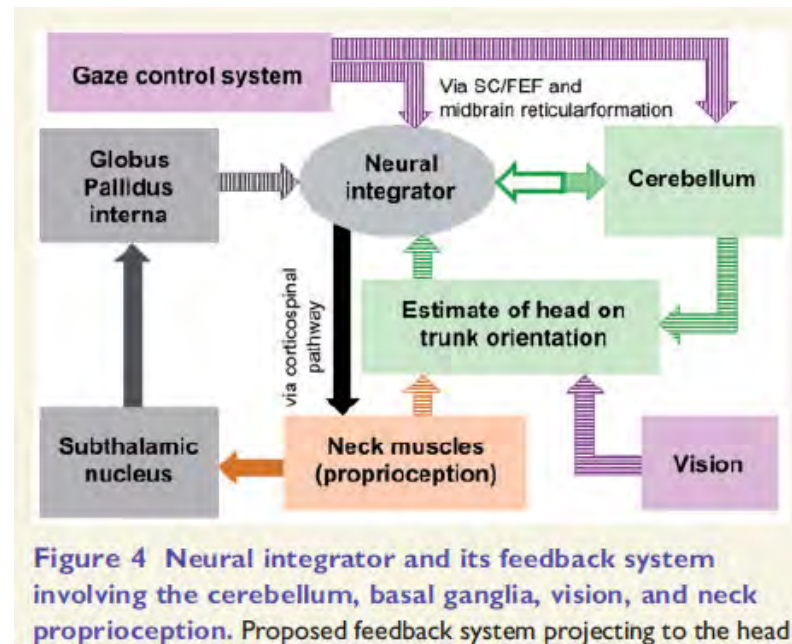 Gaze control system
Via SC/FEF and
midbrain reticularformation
Globus
Pallidus
interna
Neural
integrator
Cerebellum
via corticospinal
pathway
Estimate of head on
trunk orientation
Subthalamic
nucleus
Neck muscles
(proprioception)
Vision
Figure 4 Neural integrator and its feedback system
involving the cerebellum, basal ganglia, vision, and neck
proprioception. Proposed feedback system projecting to the head